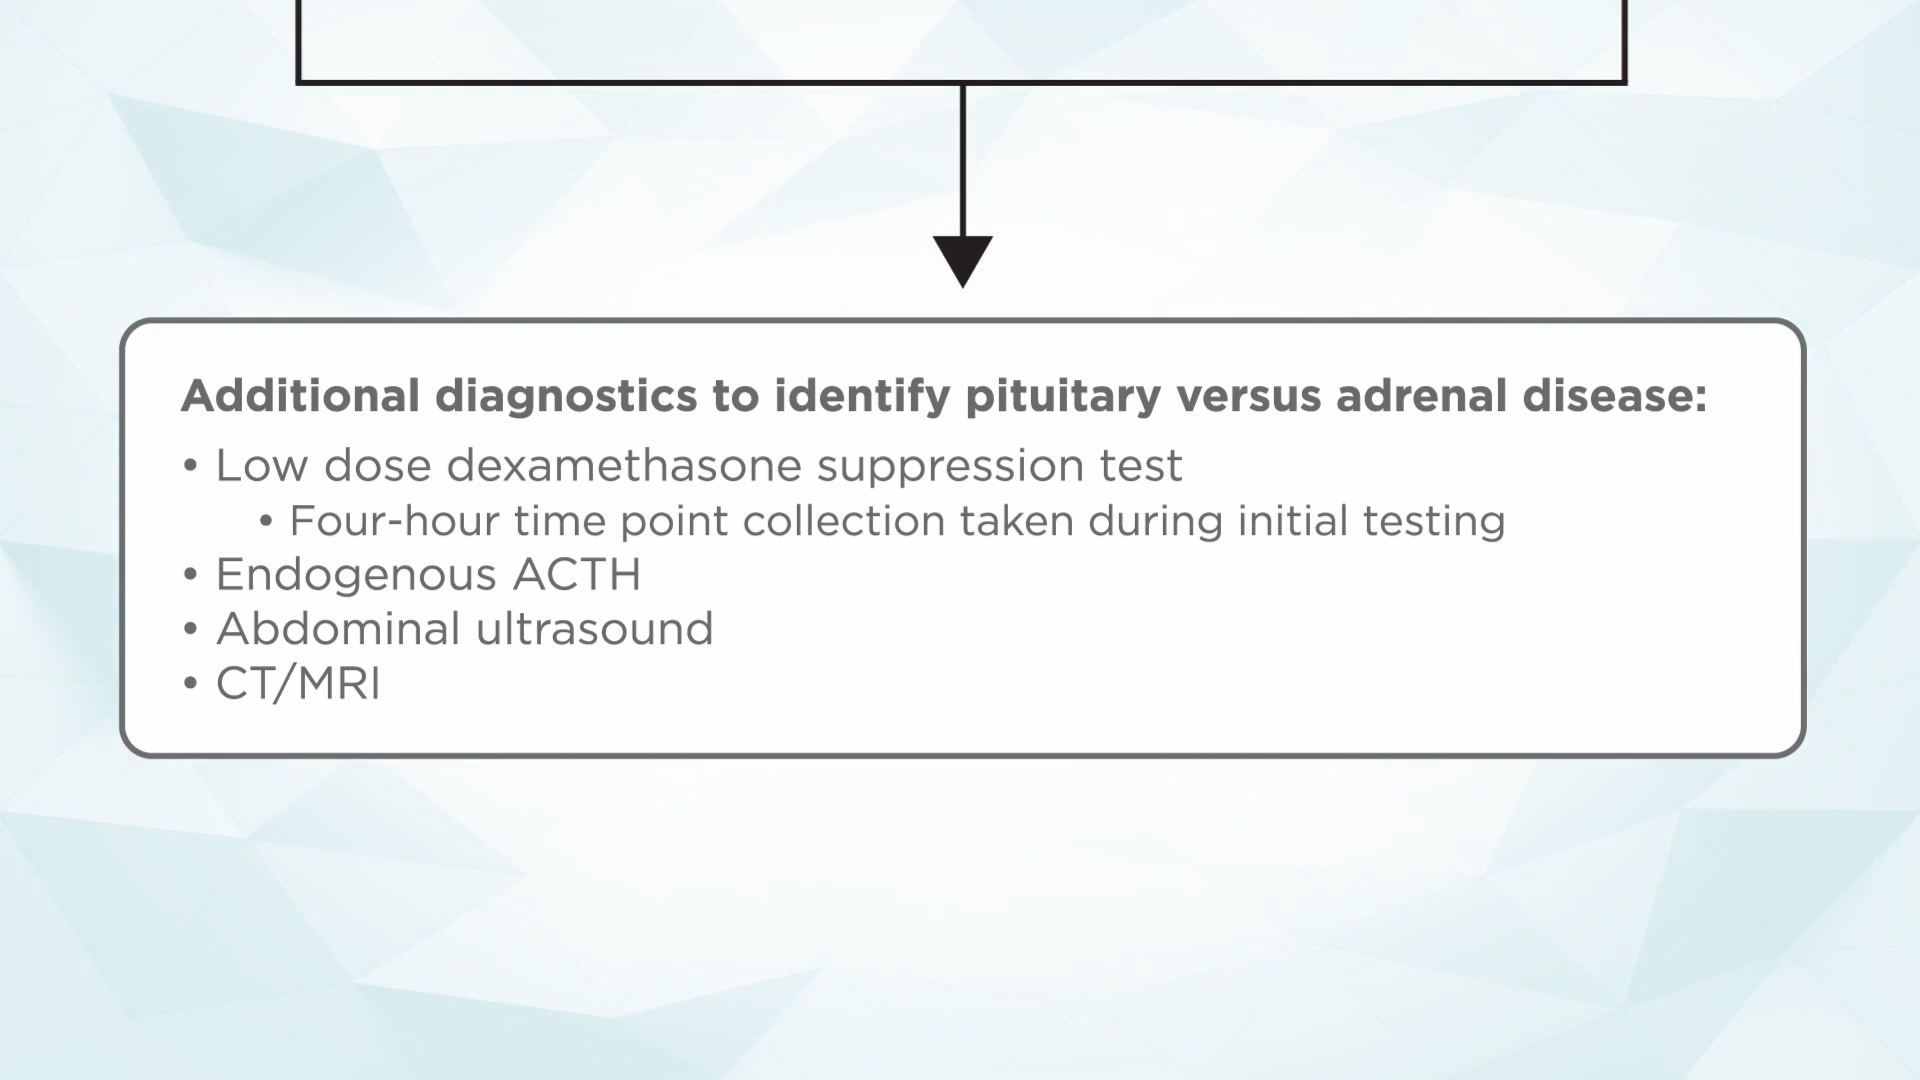 Additional diagnostics to identify pituitary versus adrenal disease:
• Low dose dexamethasone suppression test
• Four-hour time point collection taken during initial testing
• Endogenous ACTH
• Abdominal ultrasound
• CT/MRI